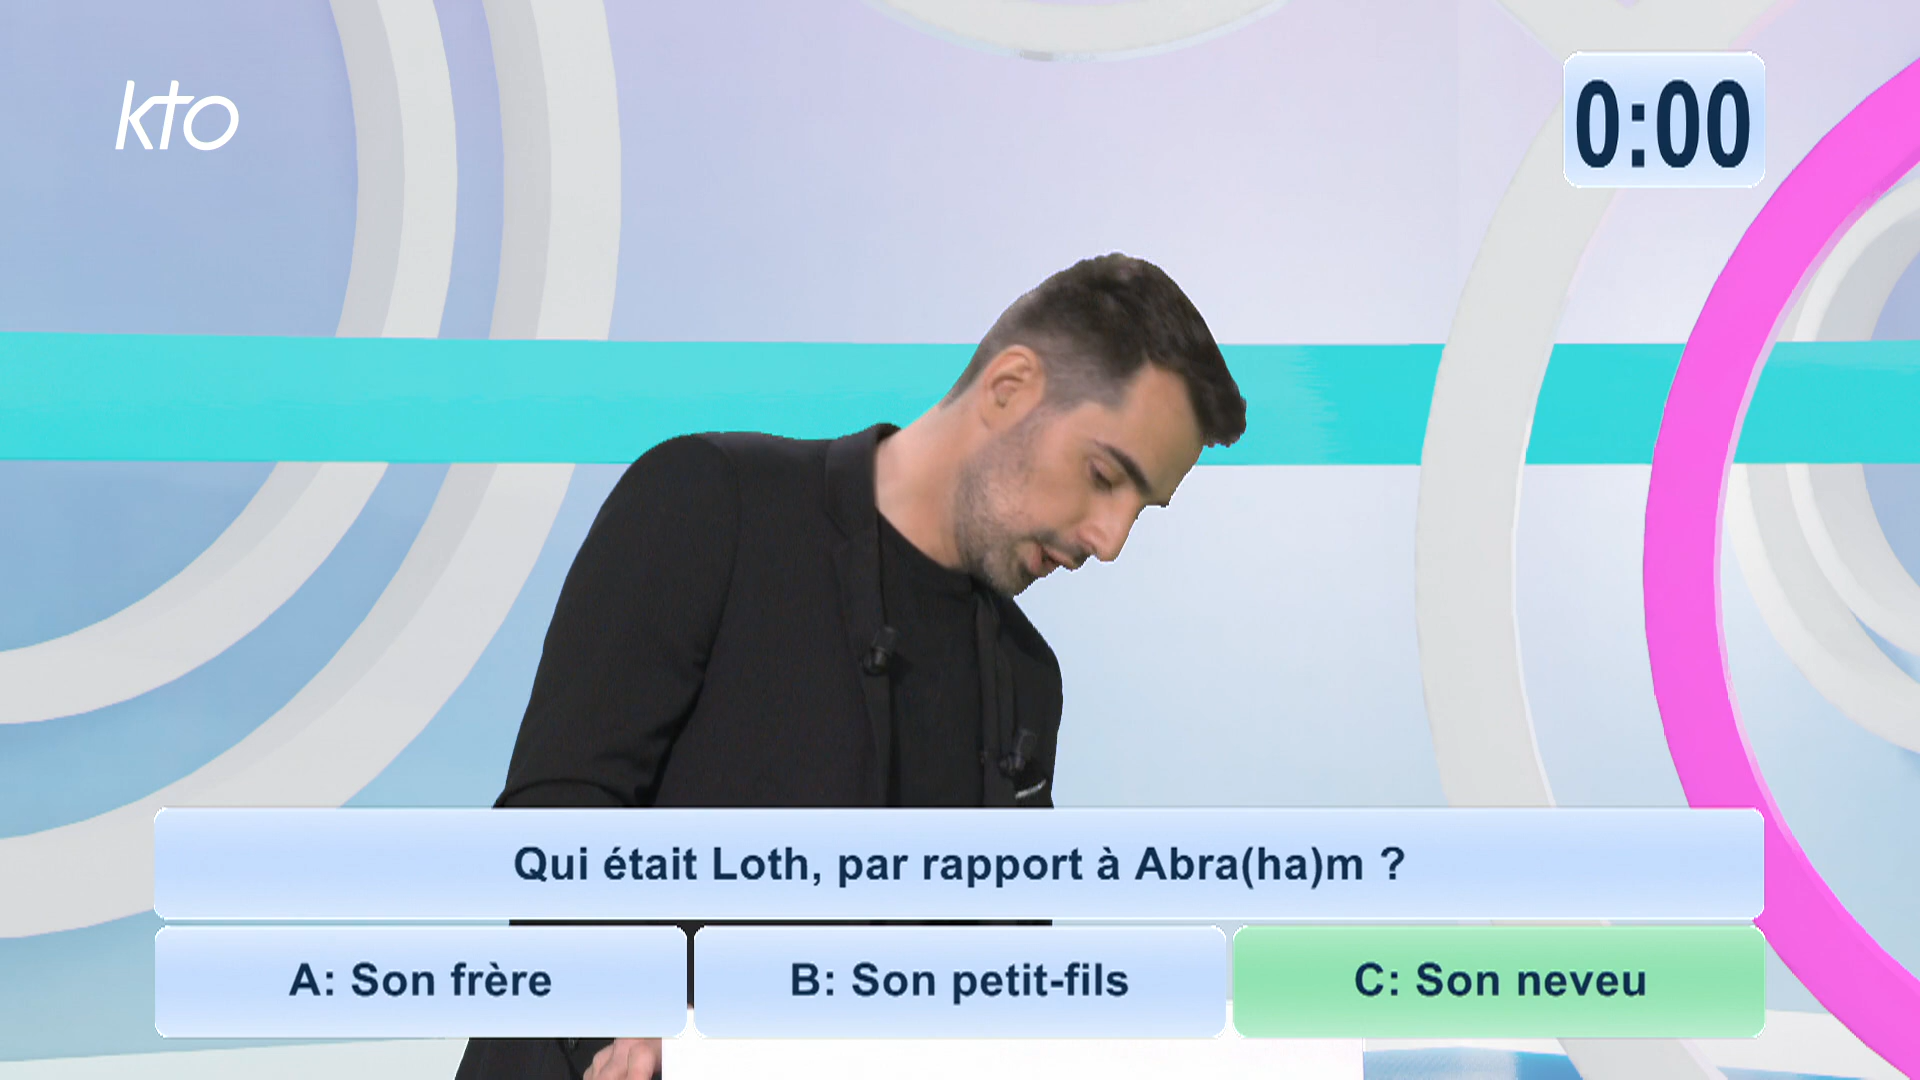 kto
0:00
Qui était Loth, par rapport à Abra(ha)m ?
A: Son frère
B: Son petit-fils
C: Son neveu